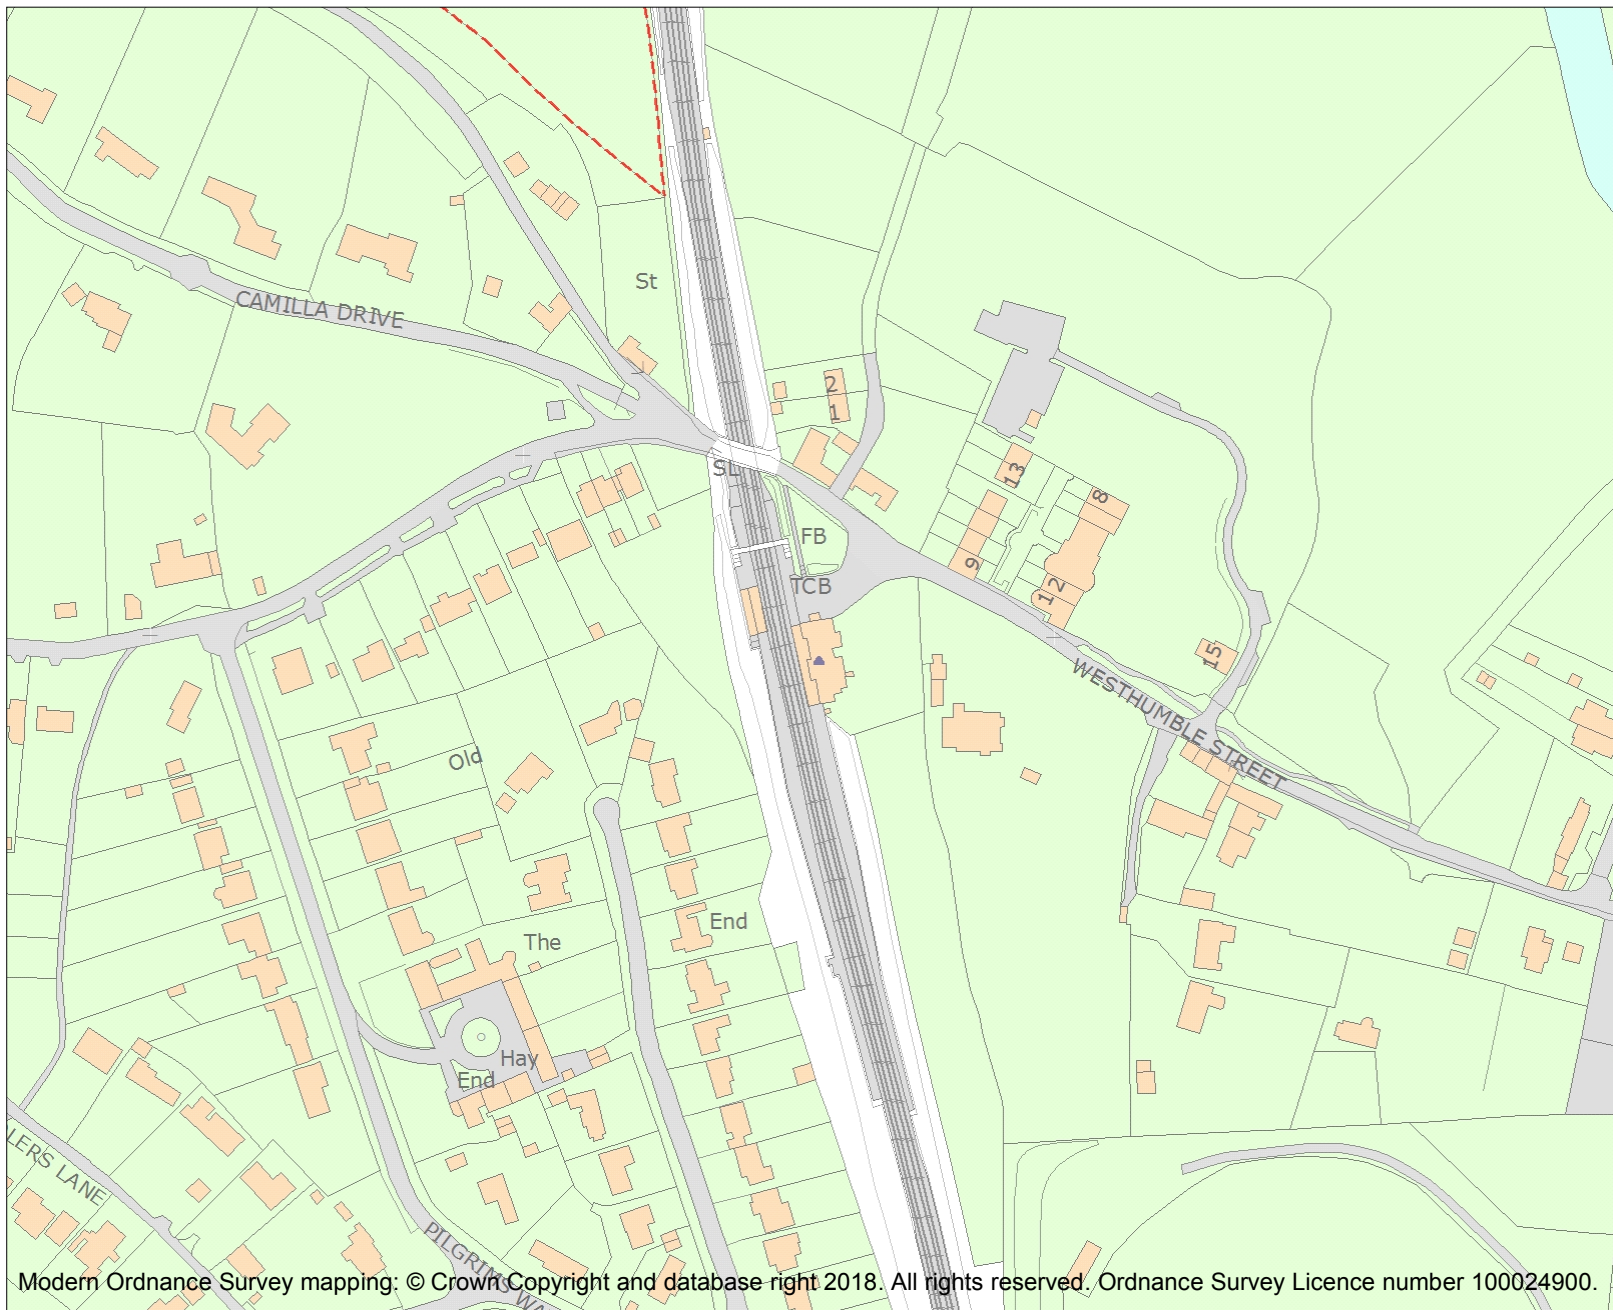 St
CAMILLA DRIVE
2
1
SL
13
8
FB
9
TCB
12
15
WESTHUMBLE STREET
Old
End
The
Hay
End
LERS LANE
PILGRIMS WA
Modern Ordnance Survey mapping: © Crown Copyright and database right 2018. All rights reserved. Ordnance Survey Licence number 100024900.